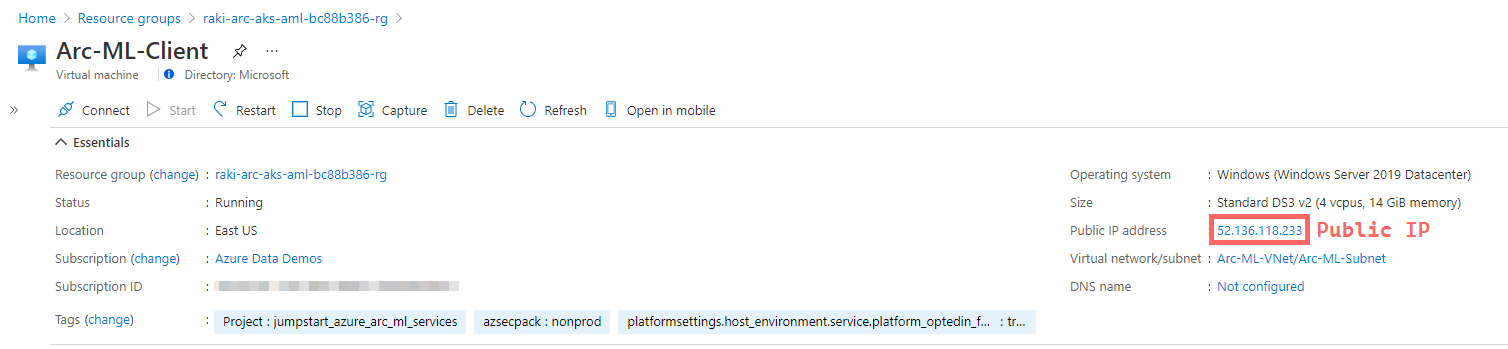 Home > Resource groups > raki-arc-aks-aml-bc88b386-rg >
Arc-ML-Client ...
Virtual machine | Directory: Microsoft
Connect Start Restart Stop Capture Delete Refresh Open in mobile
Essentials
Resource group (change) : raki-arc-aks-aml-bc88b386-rg
Status : Running
Location : East US
Subscription (change) : Azure Data Demos
Subscription ID :
Tags (change) : Project : jumpstart_azure_arc_ml_services azsecpack : nonprod platformsettings.host_environment.service.platform_optedin_f... : tr...
Operating system : Windows (Windows Server 2019 Datacenter)
Size : Standard DS3 v2 (4 vcpus, 14 GiB memory)
Public IP address : 52.136.118.233 Public IP
Virtual network/subnet : Arc-ML-VNet/Arc-ML-Subnet
DNS name : Not configured